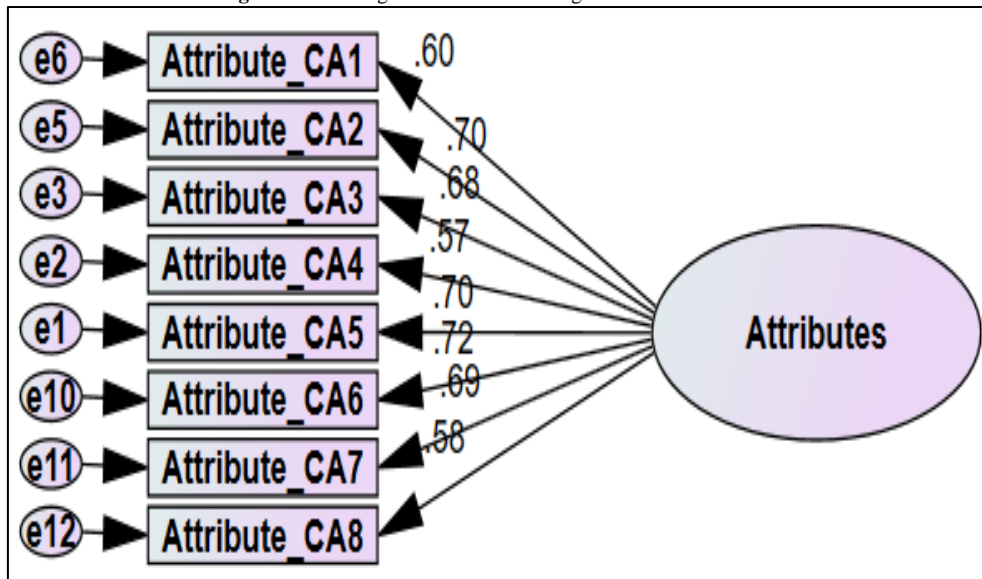 e6 Attribute_CA1 .60
e5 Attribute_CA2 .70
e3 Attribute_CA3 .68
e2 Attribute_CA4 .57
e1 Attribute_CA5 .70
Attributes
e10 Attribute_CA6 .72
e11 Attribute_CA7 .69
e12 Attribute_CA8 .58